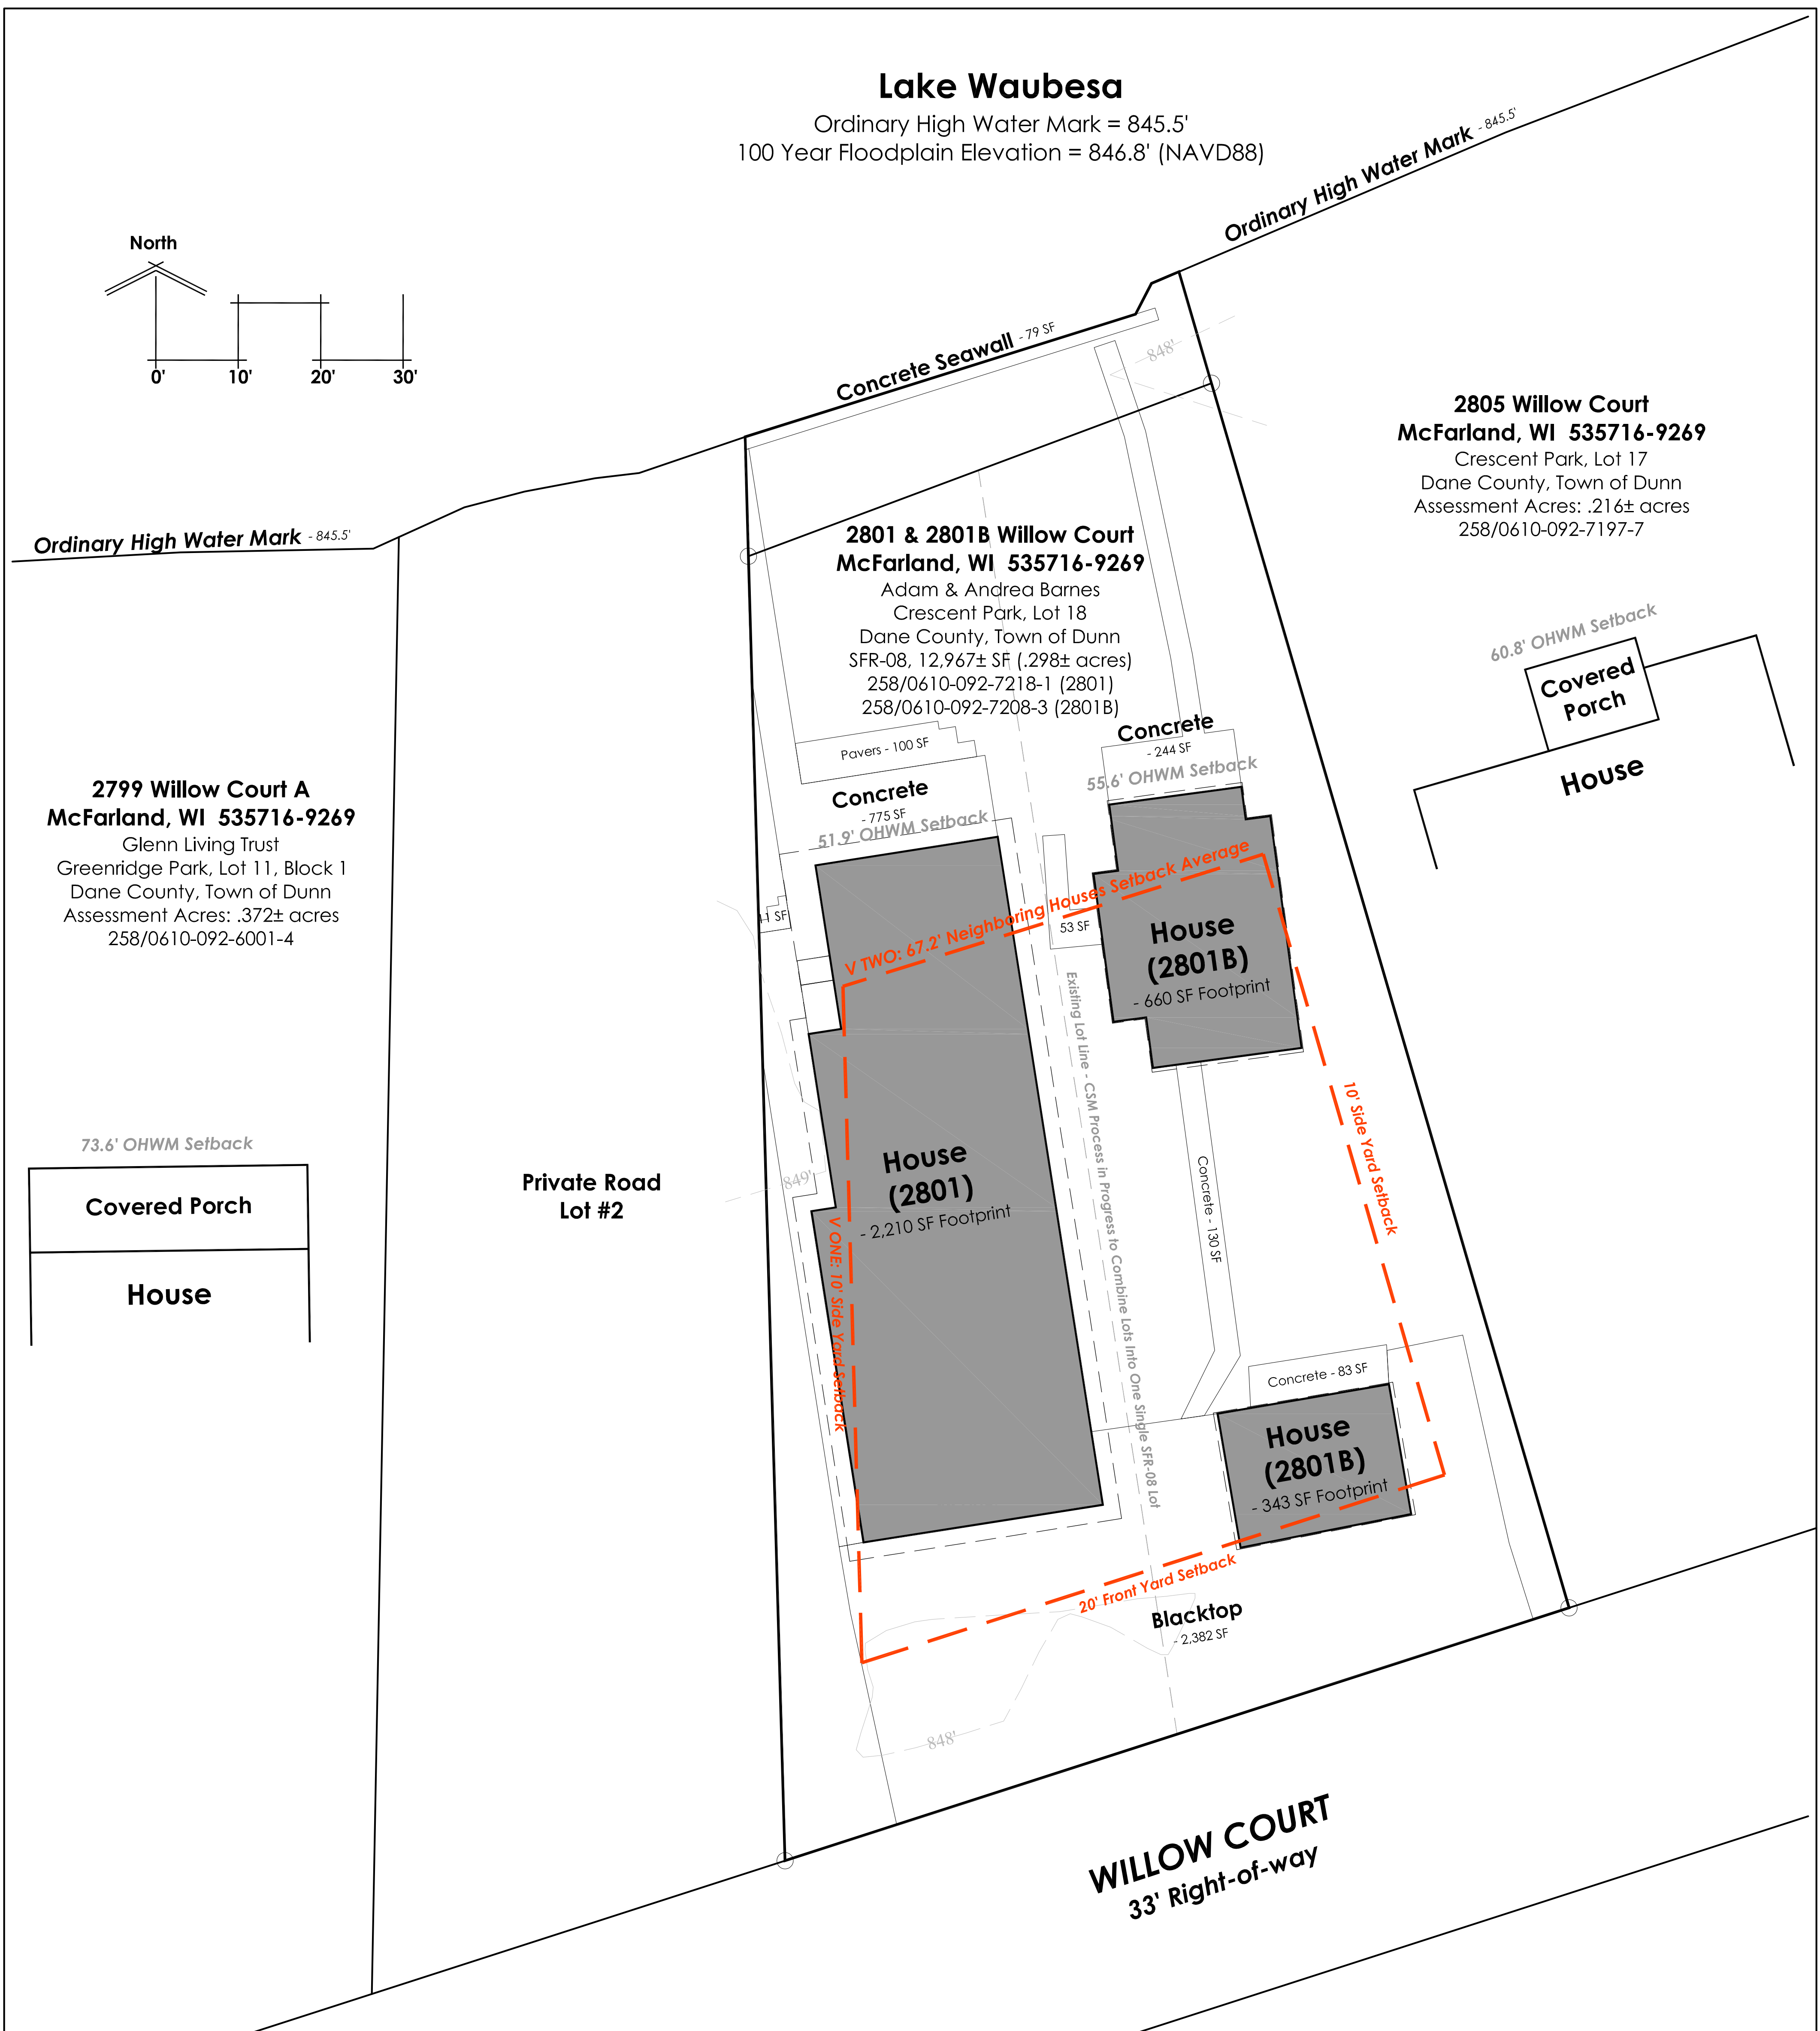 Lake Waubesa
Ordinary High Water Mark = 845.5'
100 Year Floodplain Elevation = 846.8' (NAVD88)
Ordinary High Water Mark - 845.5'
North
0' 10' 20' 30'
Concrete Seawall - 79 SF
848'
2805 Willow Court
McFarland, WI 535716-9269
Crescent Park, Lot 17
Dane County, Town of Dunn
Assessment Acres: .216± acres
258/0610-092-7197-7
Ordinary High Water Mark - 845.5'
2801 & 2801B Willow Court
McFarland, WI 535716-9269
Adam & Andrea Barnes
Crescent Park, Lot 18
Dane County, Town of Dunn
SFR-08, 12,967± SF (.298± acres)
258/0610-092-7218-1 (2801)
258/0610-092-7208-3 (2801B)
60.8' OHWM Setback
Covered
Porch
House
Pavers - 100 SF
Concrete
- 244 SF
55.6' OHWM Setback
2799 Willow Court A
McFarland, WI 535716-9269
Glenn Living Trust
Greenridge Park, Lot 11, Block 1
Dane County, Town of Dunn
Assessment Acres: .372± acres
258/0610-092-6001-4
Concrete
- 775 SF
51.9' OHWM Setback
SF
53 SF
V TWO: 67.2' Neighboring Houses Setback Average
House
(2801B)
- 660 SF Footprint
Existing Lot Line - CSM Process in Progress to Combine Lots Into One Single SFR-08 Lot
10' Side Yard Setback
73.6' OHWM Setback
Covered Porch
House
Private Road
Lot #2
849'
House
(2801)
- 2,210 SF Footprint
V ONE: 10' Side Yard Setback
Concrete - 130 SF
Concrete - 83 SF
House
(2801B)
- 343 SF Footprint
20' Front Yard Setback
Blacktop
- 2,382 SF
848'
WILLOW COURT
33' Right-of-way